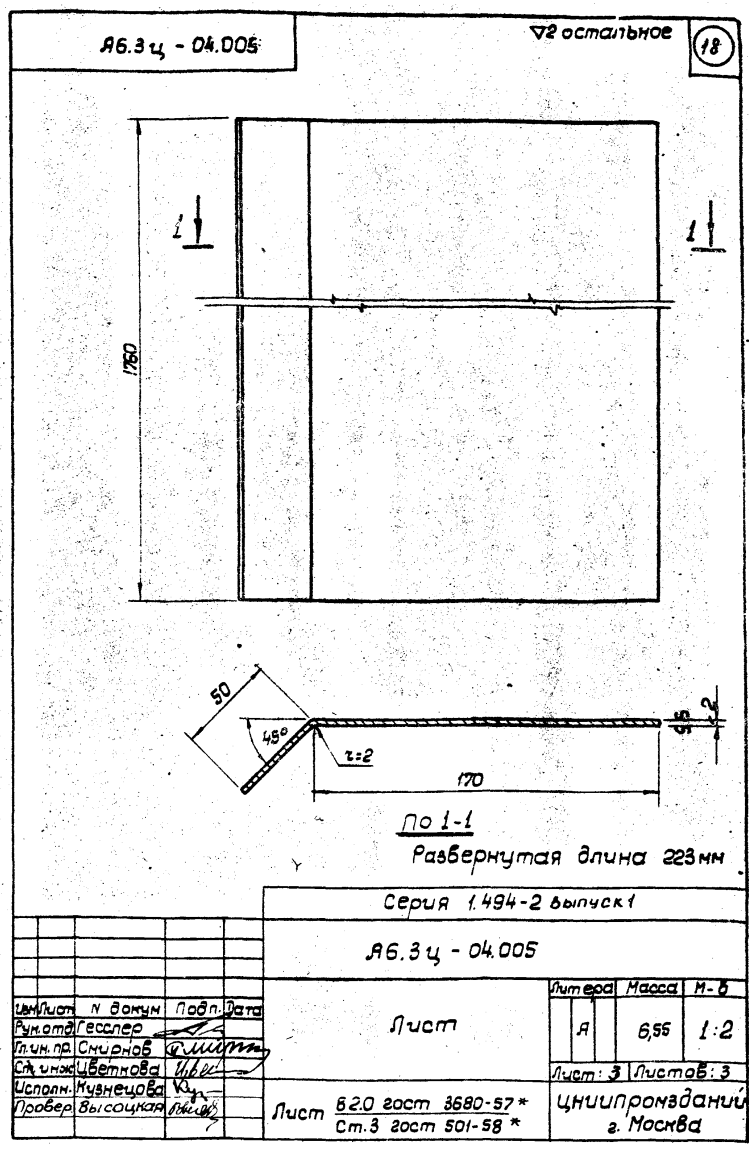 А6.3ц - 04.005
∇2 остальное
18
1
1
1760
50
45°
r=2
170
2
По 1-1
Развернутая длина 223мм
Серия 1.494-2 выпуск 1
А6.3ц - 04.005
Изм Лист N докум Подп. Дата
Рук.отд Гесслер
Гл.ин.пр. Смирнов
Ст. инж Цветкова
Исполн. Кузнецова
Провер Высоцкая
Лист
Литера Масса М-б
Я 6,55 1:2
Лист: 3 Листов: 3
Лист Б2.0 гост 3680-57*
Ст.3 гост 501-58*
ЦНИИПРОМЗДАНИЙ
г. Москва